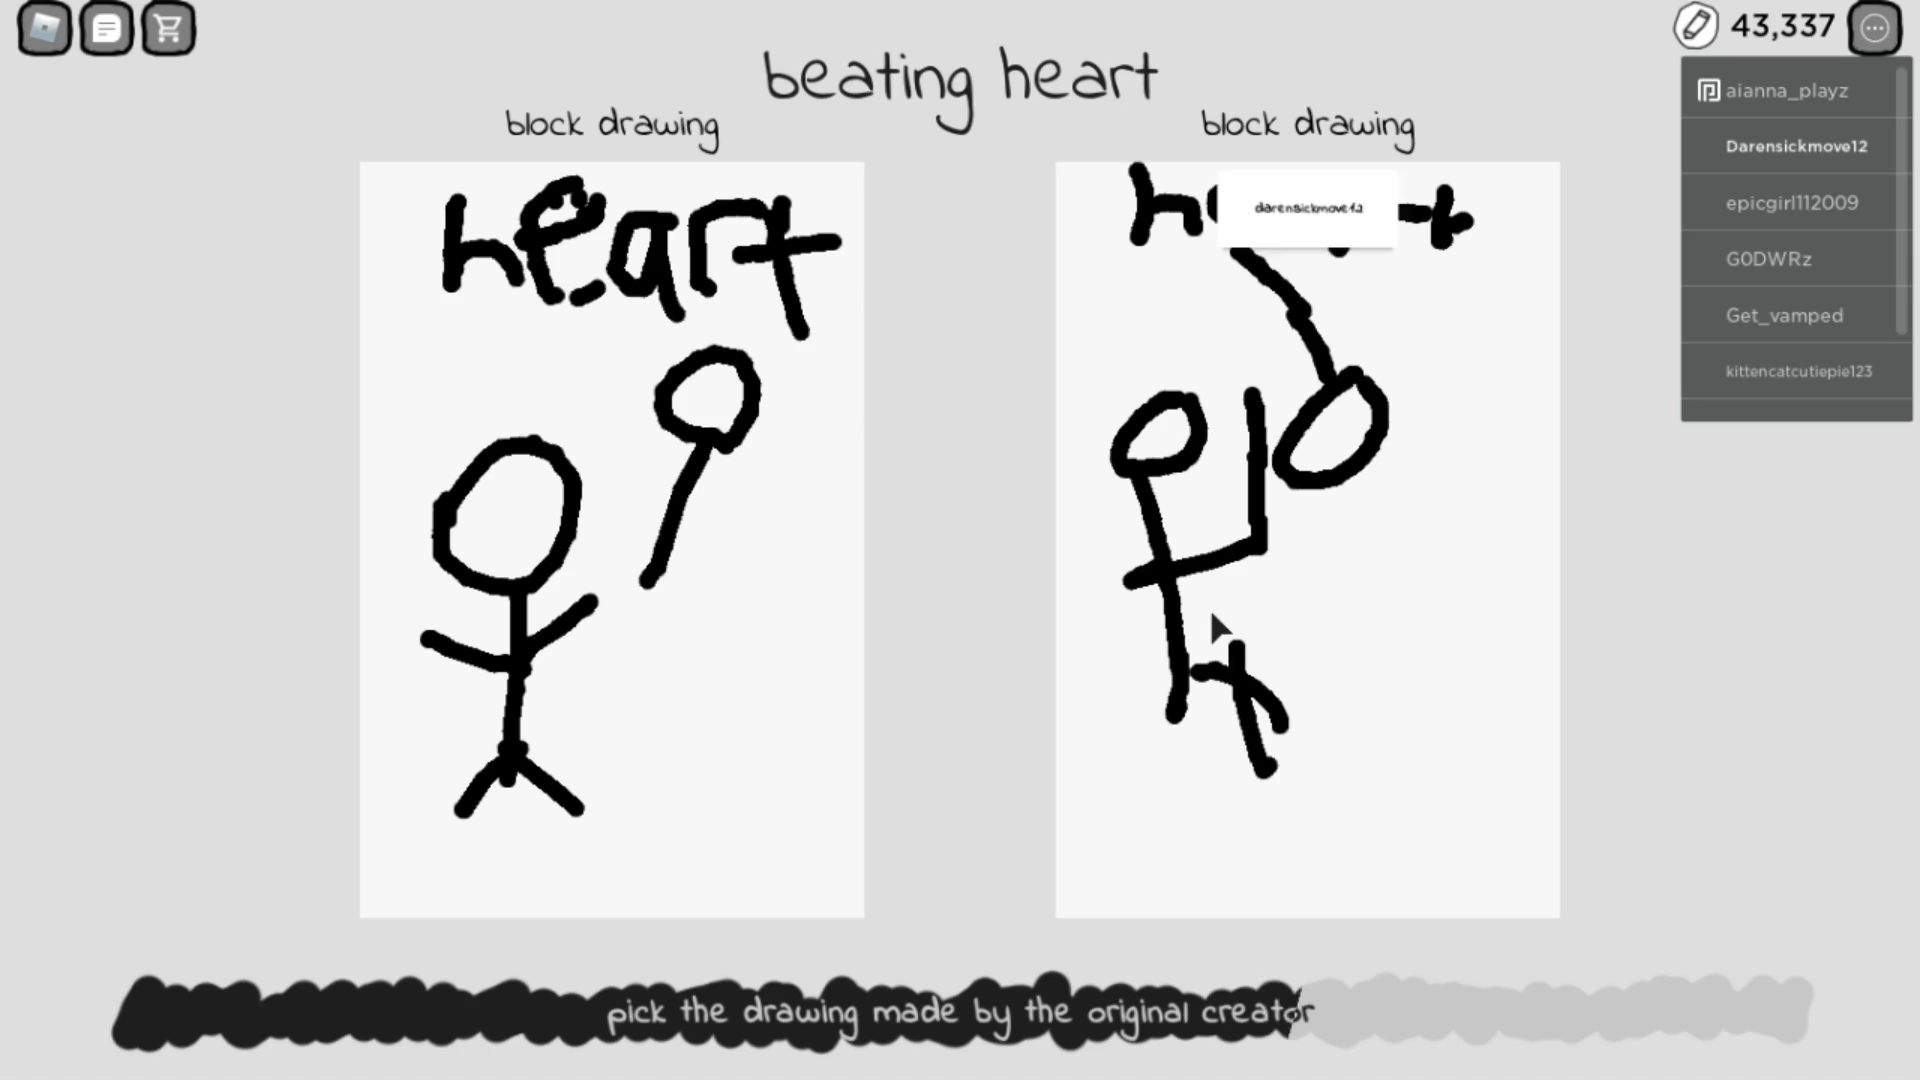 43,337
beating heart
block drawing
block drawing
aianna_playz
Darensickmove12
epicgirl112009
G0DWRz
Get_vamped
kittencatcutiepie123
heart
darensickmove12
pick the drawing made by the original creator